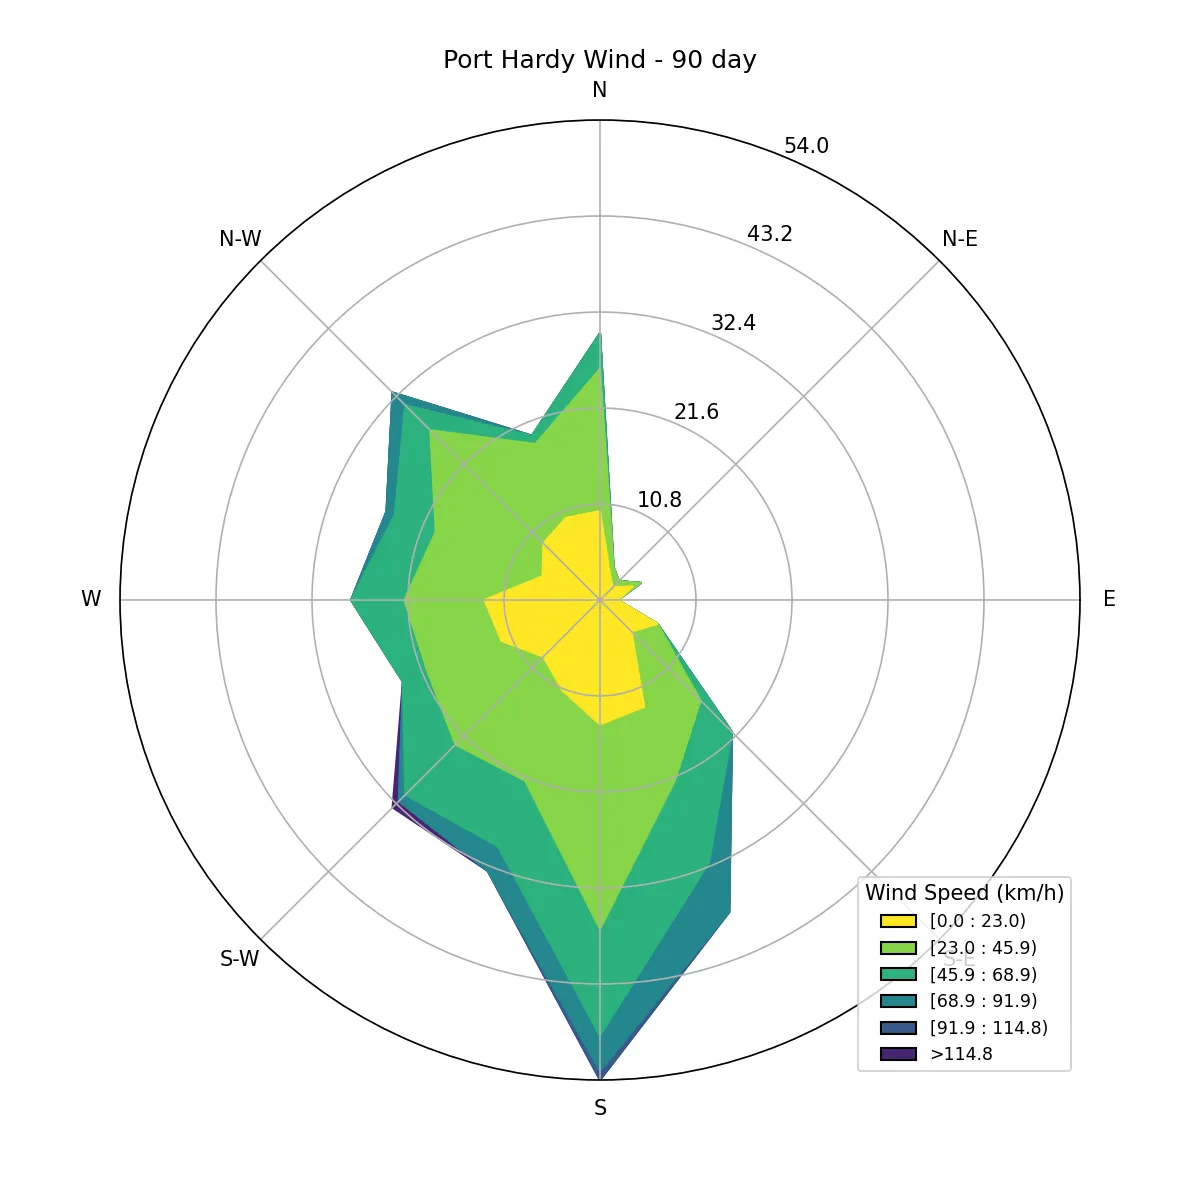 Port Hardy Wind - 90 day
N
54.0
N-W
43.2
N-E
32.4
21.6
10.8
W
E
S-W
S-E
S
Wind Speed (km/h)
[0.0 : 23.0)
[23.0 : 45.9)
[45.9 : 68.9)
[68.9 : 91.9)
[91.9 : 114.8)
>114.8